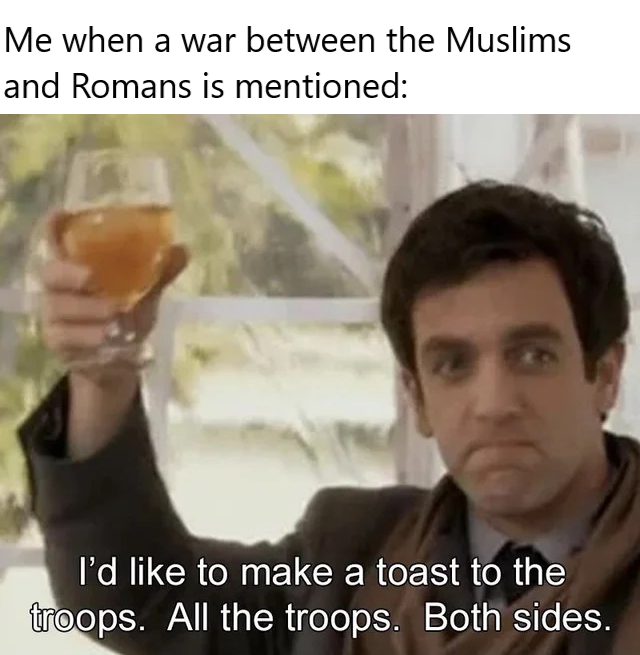 Me when a war between the Muslims
and Romans is mentioned:
I'd like to make a toast to the
troops.  All the troops.  Both sides.